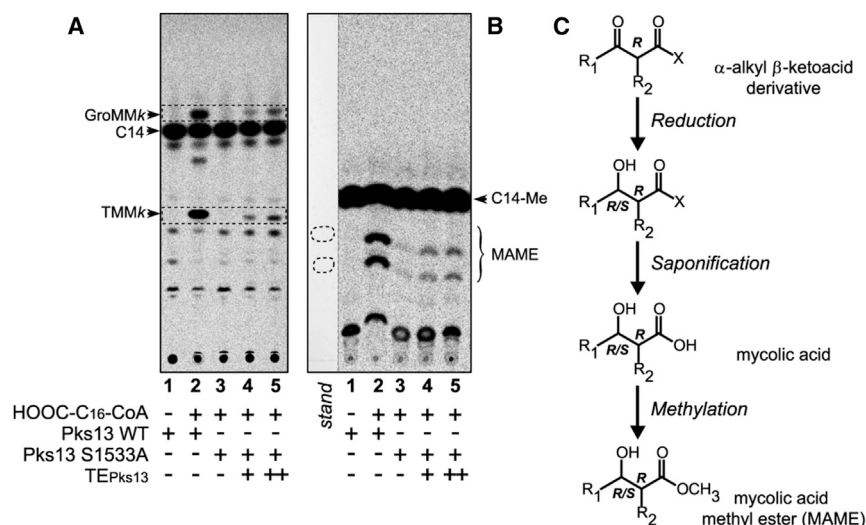 A
B
C
GroMMk
C14
TMMk
C14-Me
MAME
1 2 3 4 5
stand
1 2 3 4 5
HOOC-C16-CoA - + + + + - + + + +
Pks13 WT + + - - - + + - - -
Pks13 S1533A - - + + + - - + + +
TEPks13 - - - + ++ - - - + ++
O O
R
R1 X
R2
α-alkyl β-ketoacid
derivative
Reduction
OH O
R
R1 X
R/S
R2
Saponification
OH O
R
R1 OH
R/S
R2
mycolic acid
Methylation
OH O
R
R1 OCH3
R/S
R2
mycolic acid
methyl ester (MAME)